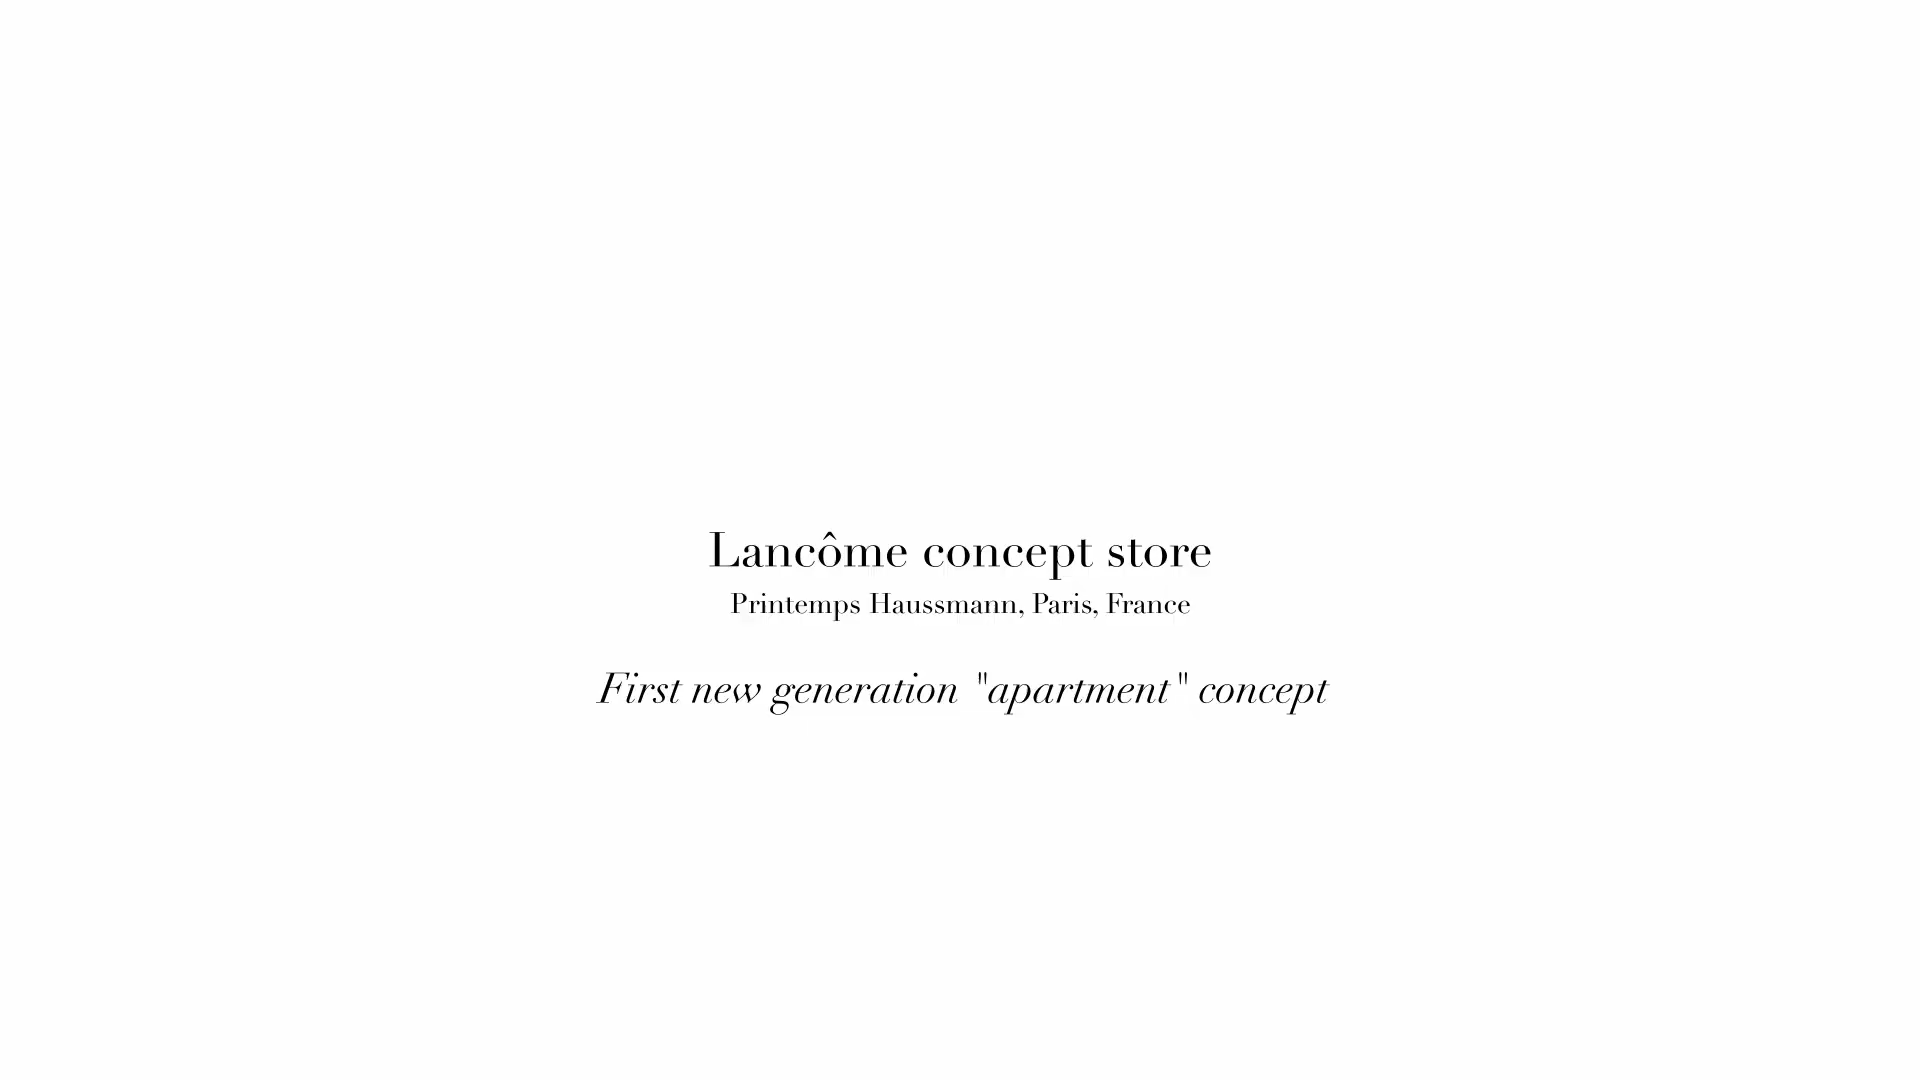 Lancôme concept store
Printemps Haussmann, Paris, France
First new generation "apartment" concept